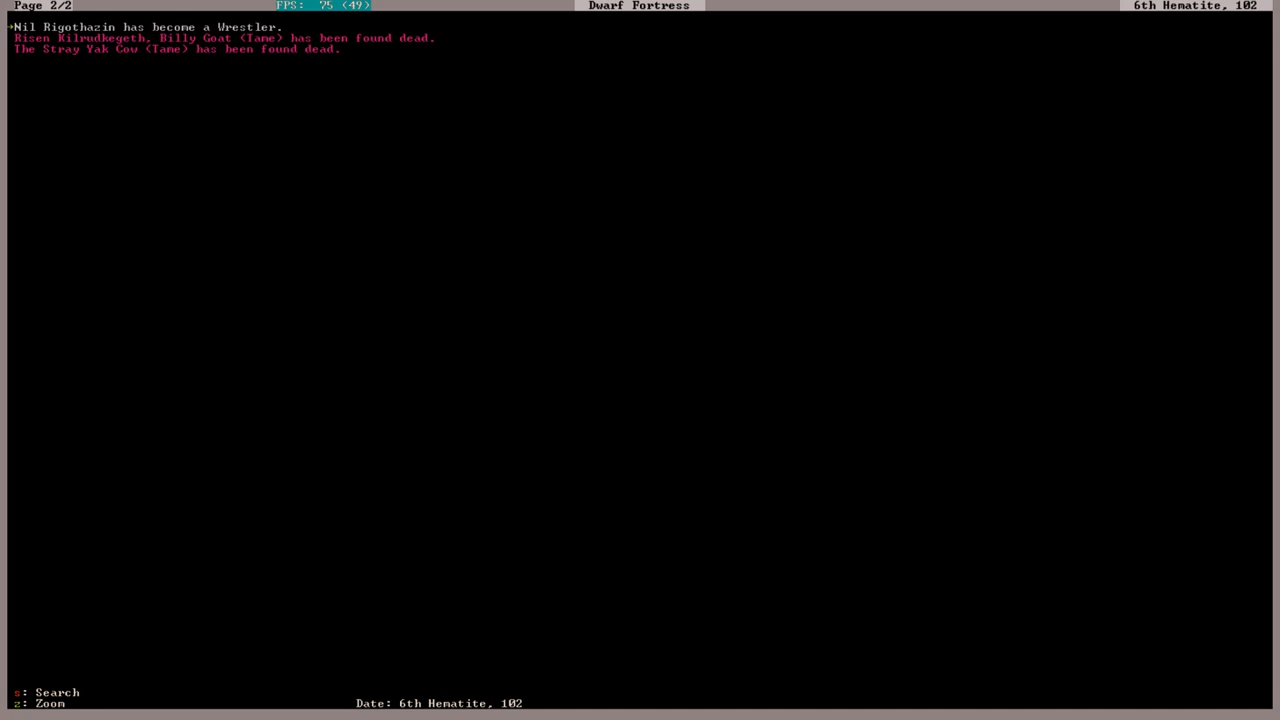 Page 2/2 FPS: 75 (49) Dwarf Fortress 6th Hematite, 102
→Nil Rigothazin has become a Wrestler.
Risen Kilrudkegeth, Billy Goat (Tame) has been found dead.
The Stray Yak Cow (Tame) has been found dead.
s: Search
z: Zoom Date: 6th Hematite, 102